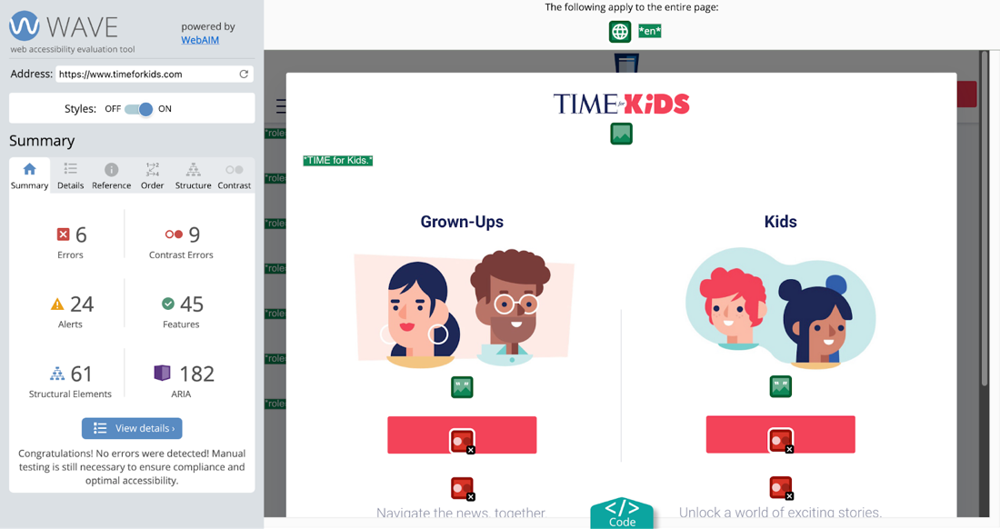 WAVE
web accessibility evaluation tool
powered by
WebAIM
Address: https://www.timeforkids.com
Styles: OFF ON
Summary
Summary Details Reference Order Structure Contrast
6
Errors
9
Contrast Errors
24
Alerts
45
Features
61
Structural Elements
182
ARIA
View details ›
Congratulations! No errors were detected! Manual
testing is still necessary to ensure compliance and
optimal accessibility.
The following apply to the entire page:
*en*
TIME for KiDS
*TIME for Kids.*
*role
*role
*role
*role
*role
*role
*role
Grown-Ups
Kids
Navigate the news, together.
Unlock a world of exciting stories.
</>
Code